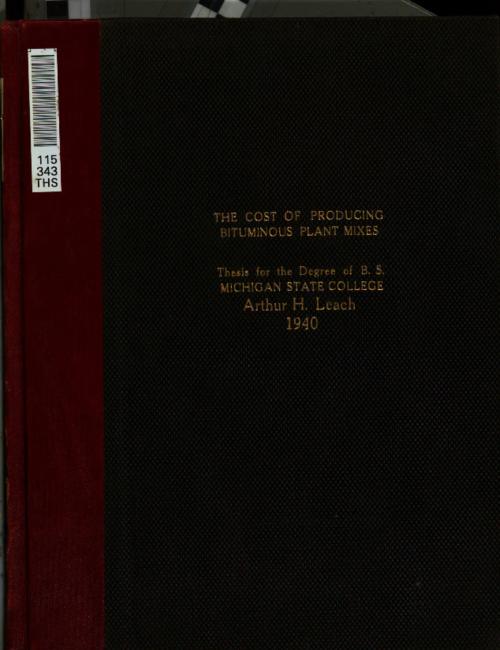 115
343
THS
THE COST OF PRODUCING
BITUMINOUS PLANT MIXES
Thesis for the Degree of B. S.
MICHIGAN STATE COLLEGE
Arthur H. Leach
1940